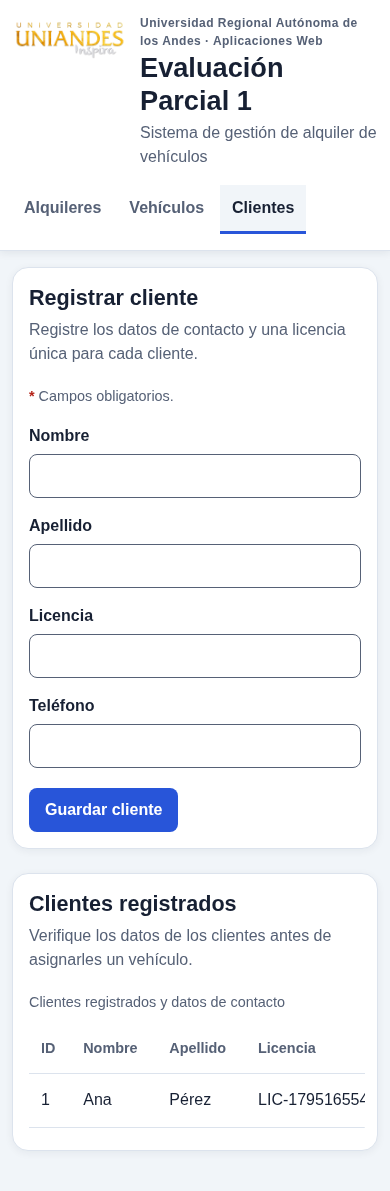 UNIVERSIDAD
UNIANDES
Inspira
Universidad Regional Autónoma de
los Andes · Aplicaciones Web
Evaluación
Parcial 1
Sistema de gestión de alquiler de
vehículos
Alquileres Vehículos Clientes
Registrar cliente
Registre los datos de contacto y una licencia
única para cada cliente.
* Campos obligatorios.
Nombre
Apellido
Licencia
Teléfono
Guardar cliente
Clientes registrados
Verifique los datos de los clientes antes de
asignarles un vehículo.
Clientes registrados y datos de contacto
ID Nombre Apellido Licencia
1 Ana Pérez LIC-179516554